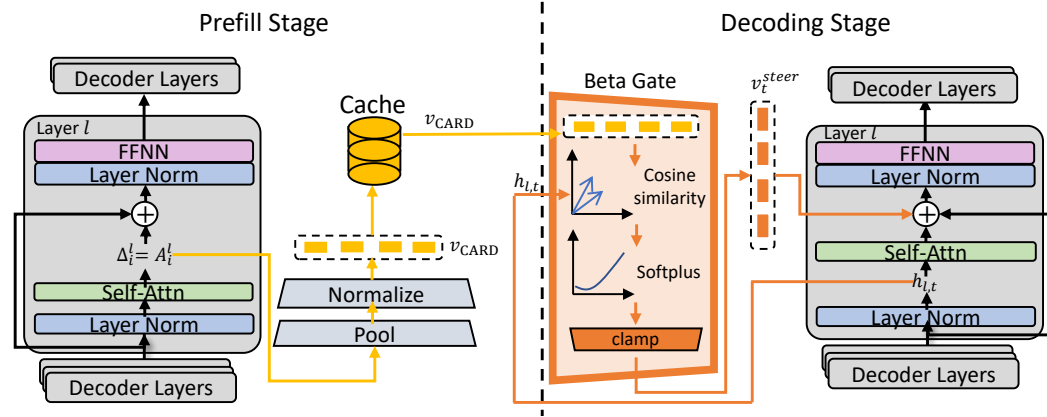 Prefill Stage
Decoding Stage
Decoder Layers
Layer l
FFNN
Layer Norm
+
Δ_i^l = A_i^l
Self-Attn
Layer Norm
Decoder Layers
Cache
v_CARD
v_CARD
Normalize
Pool
Beta Gate
h_{l,t}
Cosine
similarity
Softplus
clamp
v_t^{steer}
Decoder Layers
Layer l
FFNN
Layer Norm
+
Self-Attn
h_{l,t}
Layer Norm
Decoder Layers